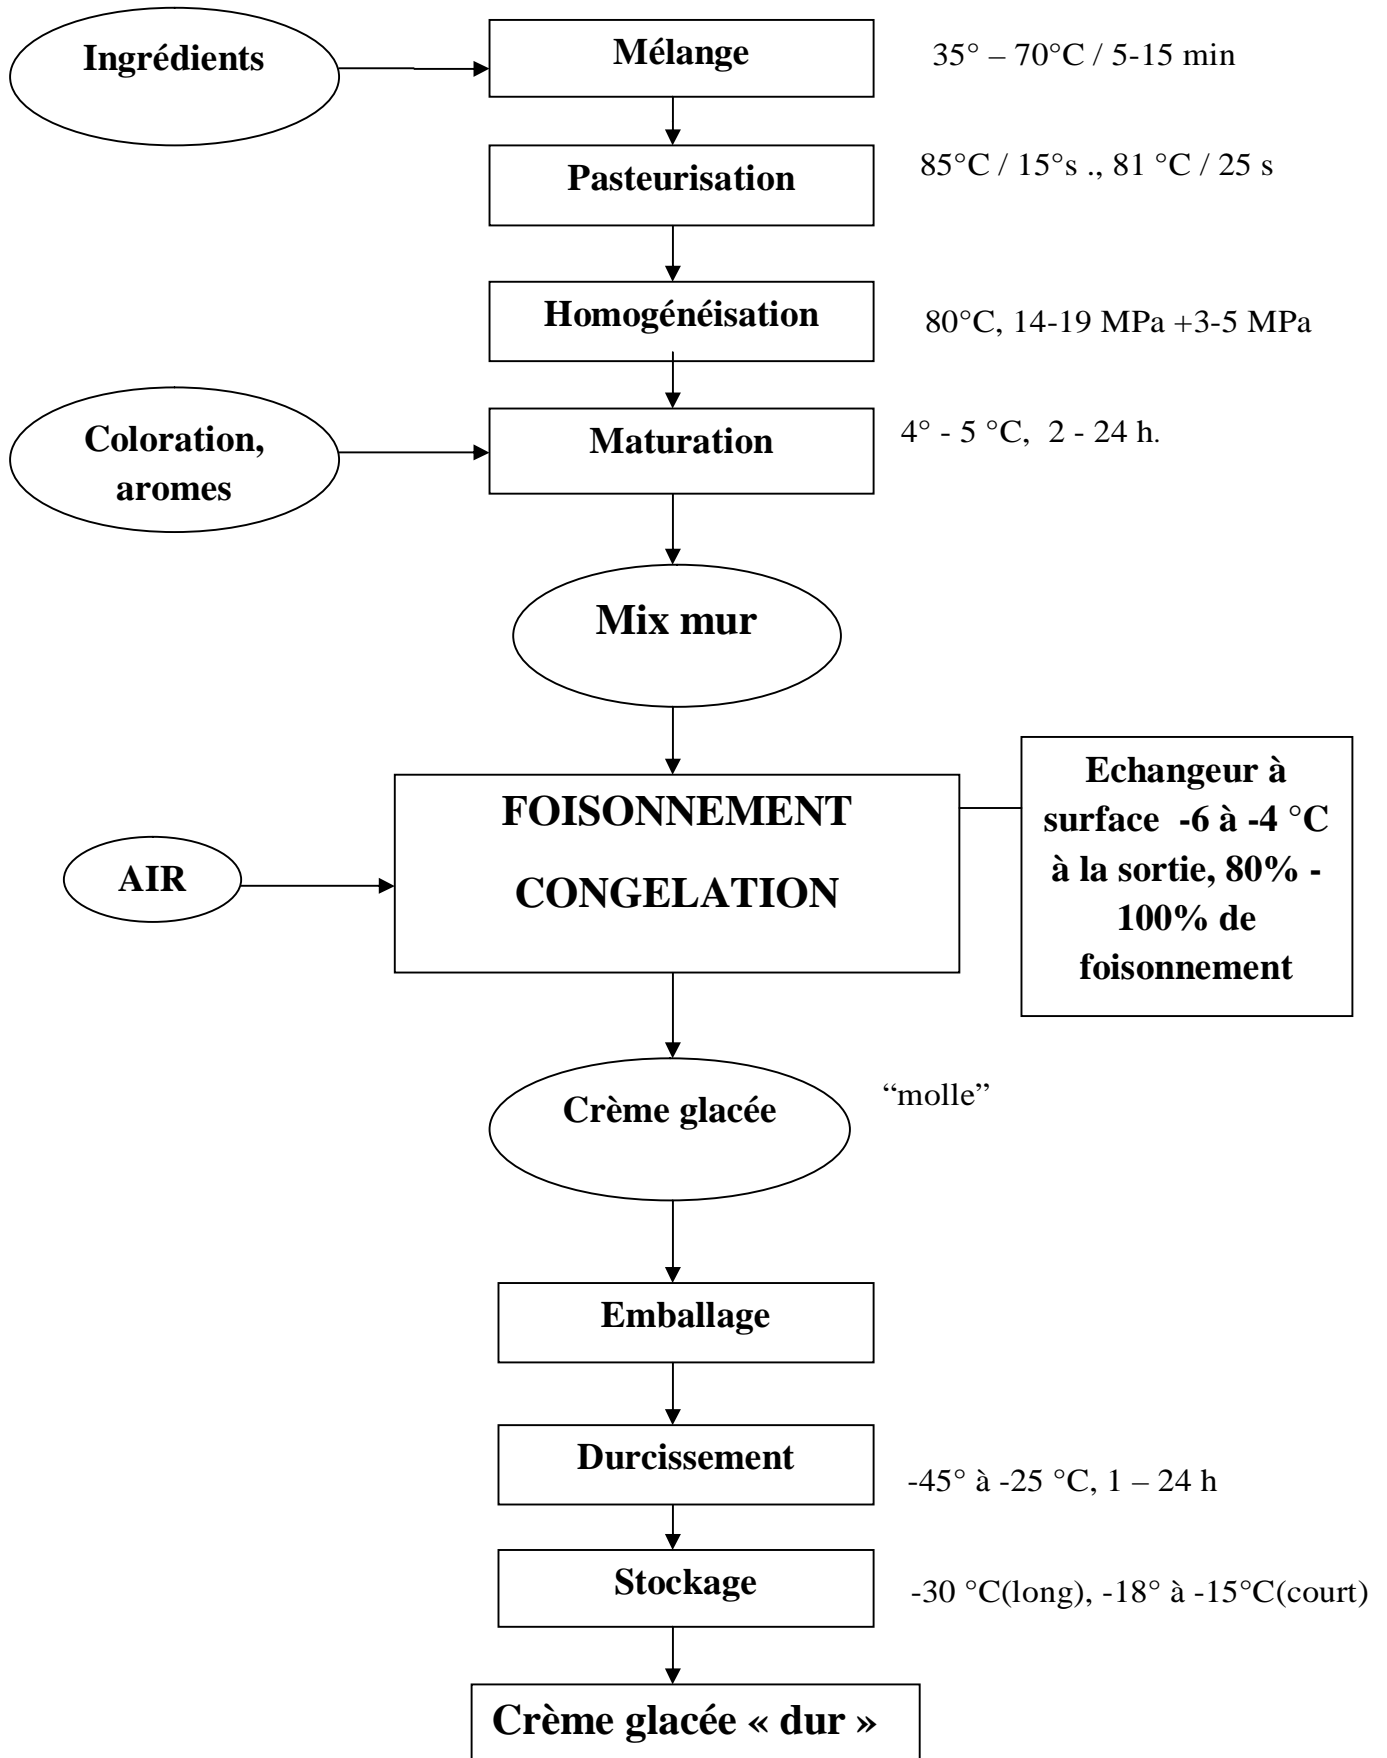 Ingrédients
Mélange
35° – 70°C / 5-15 min
Pasteurisation
85°C / 15°s ., 81 °C / 25 s
Homogénéisation
80°C, 14-19 MPa +3-5 MPa
Coloration,
aromes
Maturation
4° - 5 °C,  2 - 24 h.
Mix mur
FOISONNEMENT
CONGELATION
Echangeur à
surface  -6 à -4 °C
à la sortie, 80% -
100% de
foisonnement
AIR
Crème glacée
“molle”
Emballage
Durcissement
-45° à -25 °C, 1 – 24 h
Stockage
-30 °C(long), -18° à -15°C(court)
Crème glacée « dur »